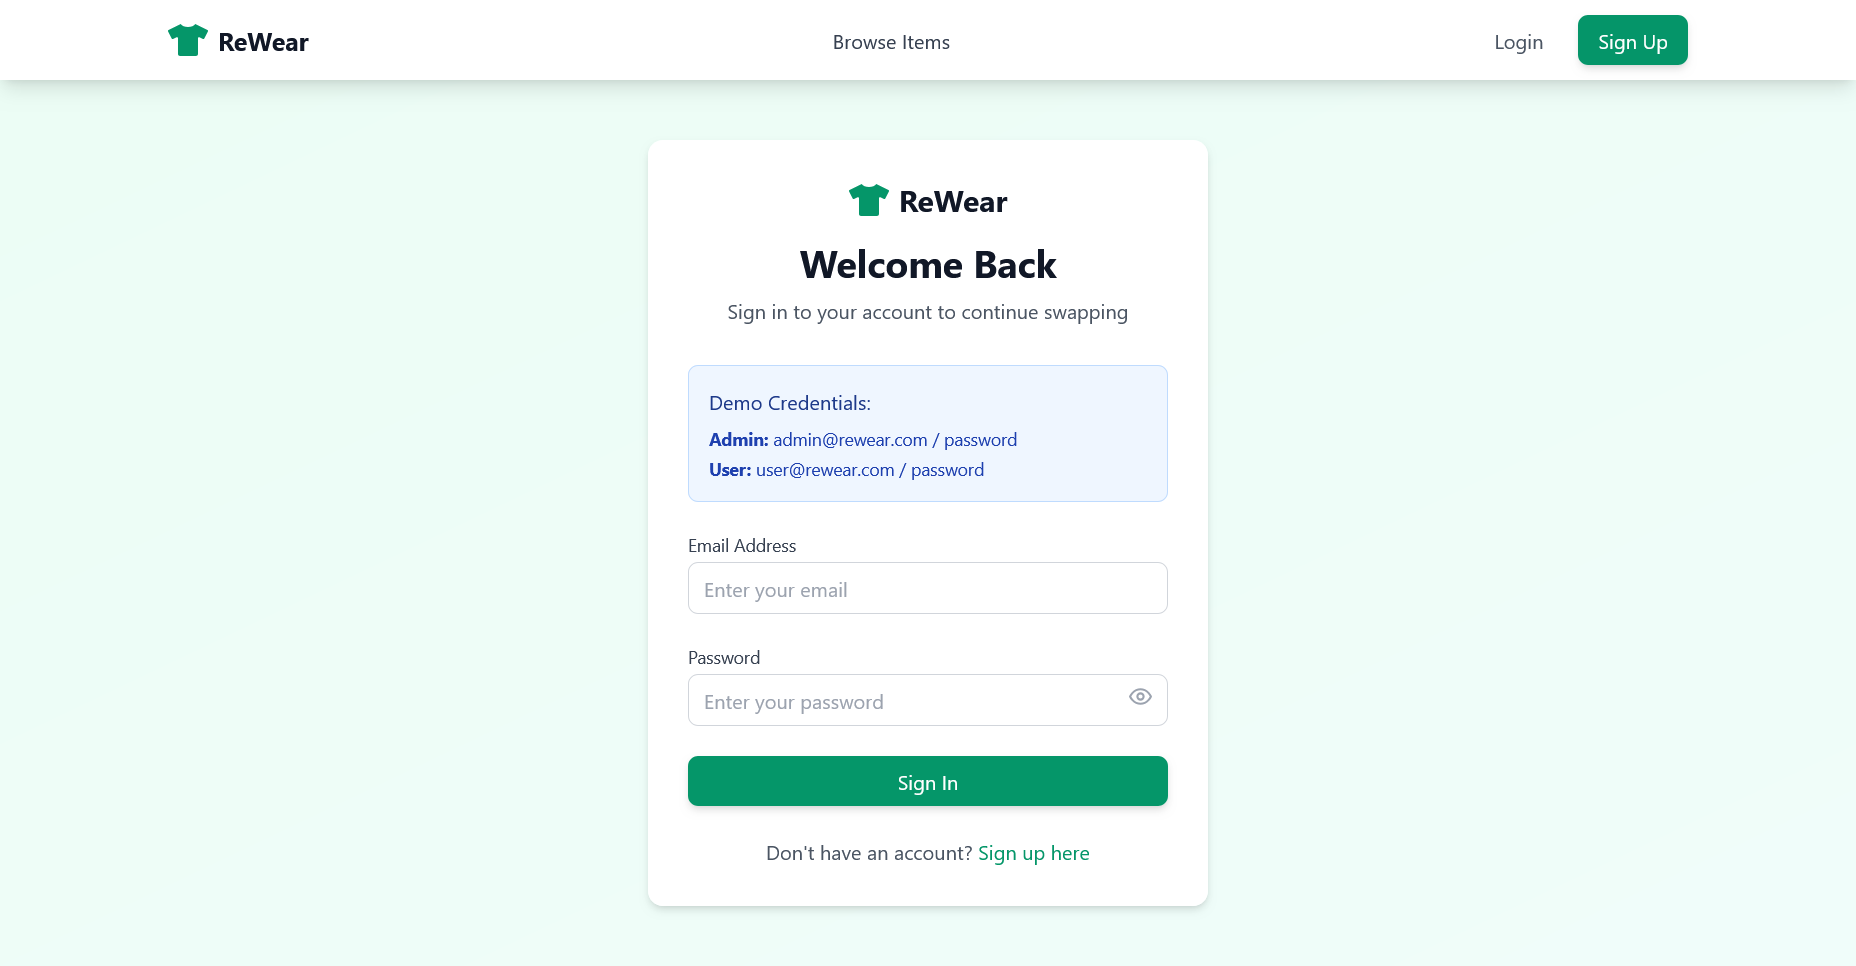 ReWear
Browse Items
Login
Sign Up
ReWear
Welcome Back
Sign in to your account to continue swapping
Demo Credentials:
Admin: admin@rewear.com / password
User: user@rewear.com / password
Email Address
Enter your email
Password
Enter your password
Sign In
Don't have an account? Sign up here